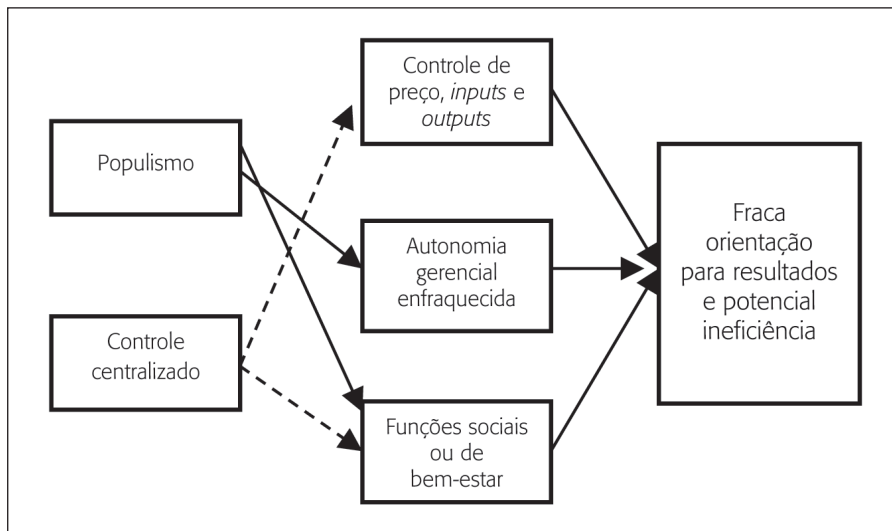 Populismo
Controle
centralizado
Controle de
preço, inputs e
outputs
Autonomia
gerencial
enfraquecida
Funções sociais
ou de
bem-estar
Fraca
orientação
para resultados
e potencial
ineficiência